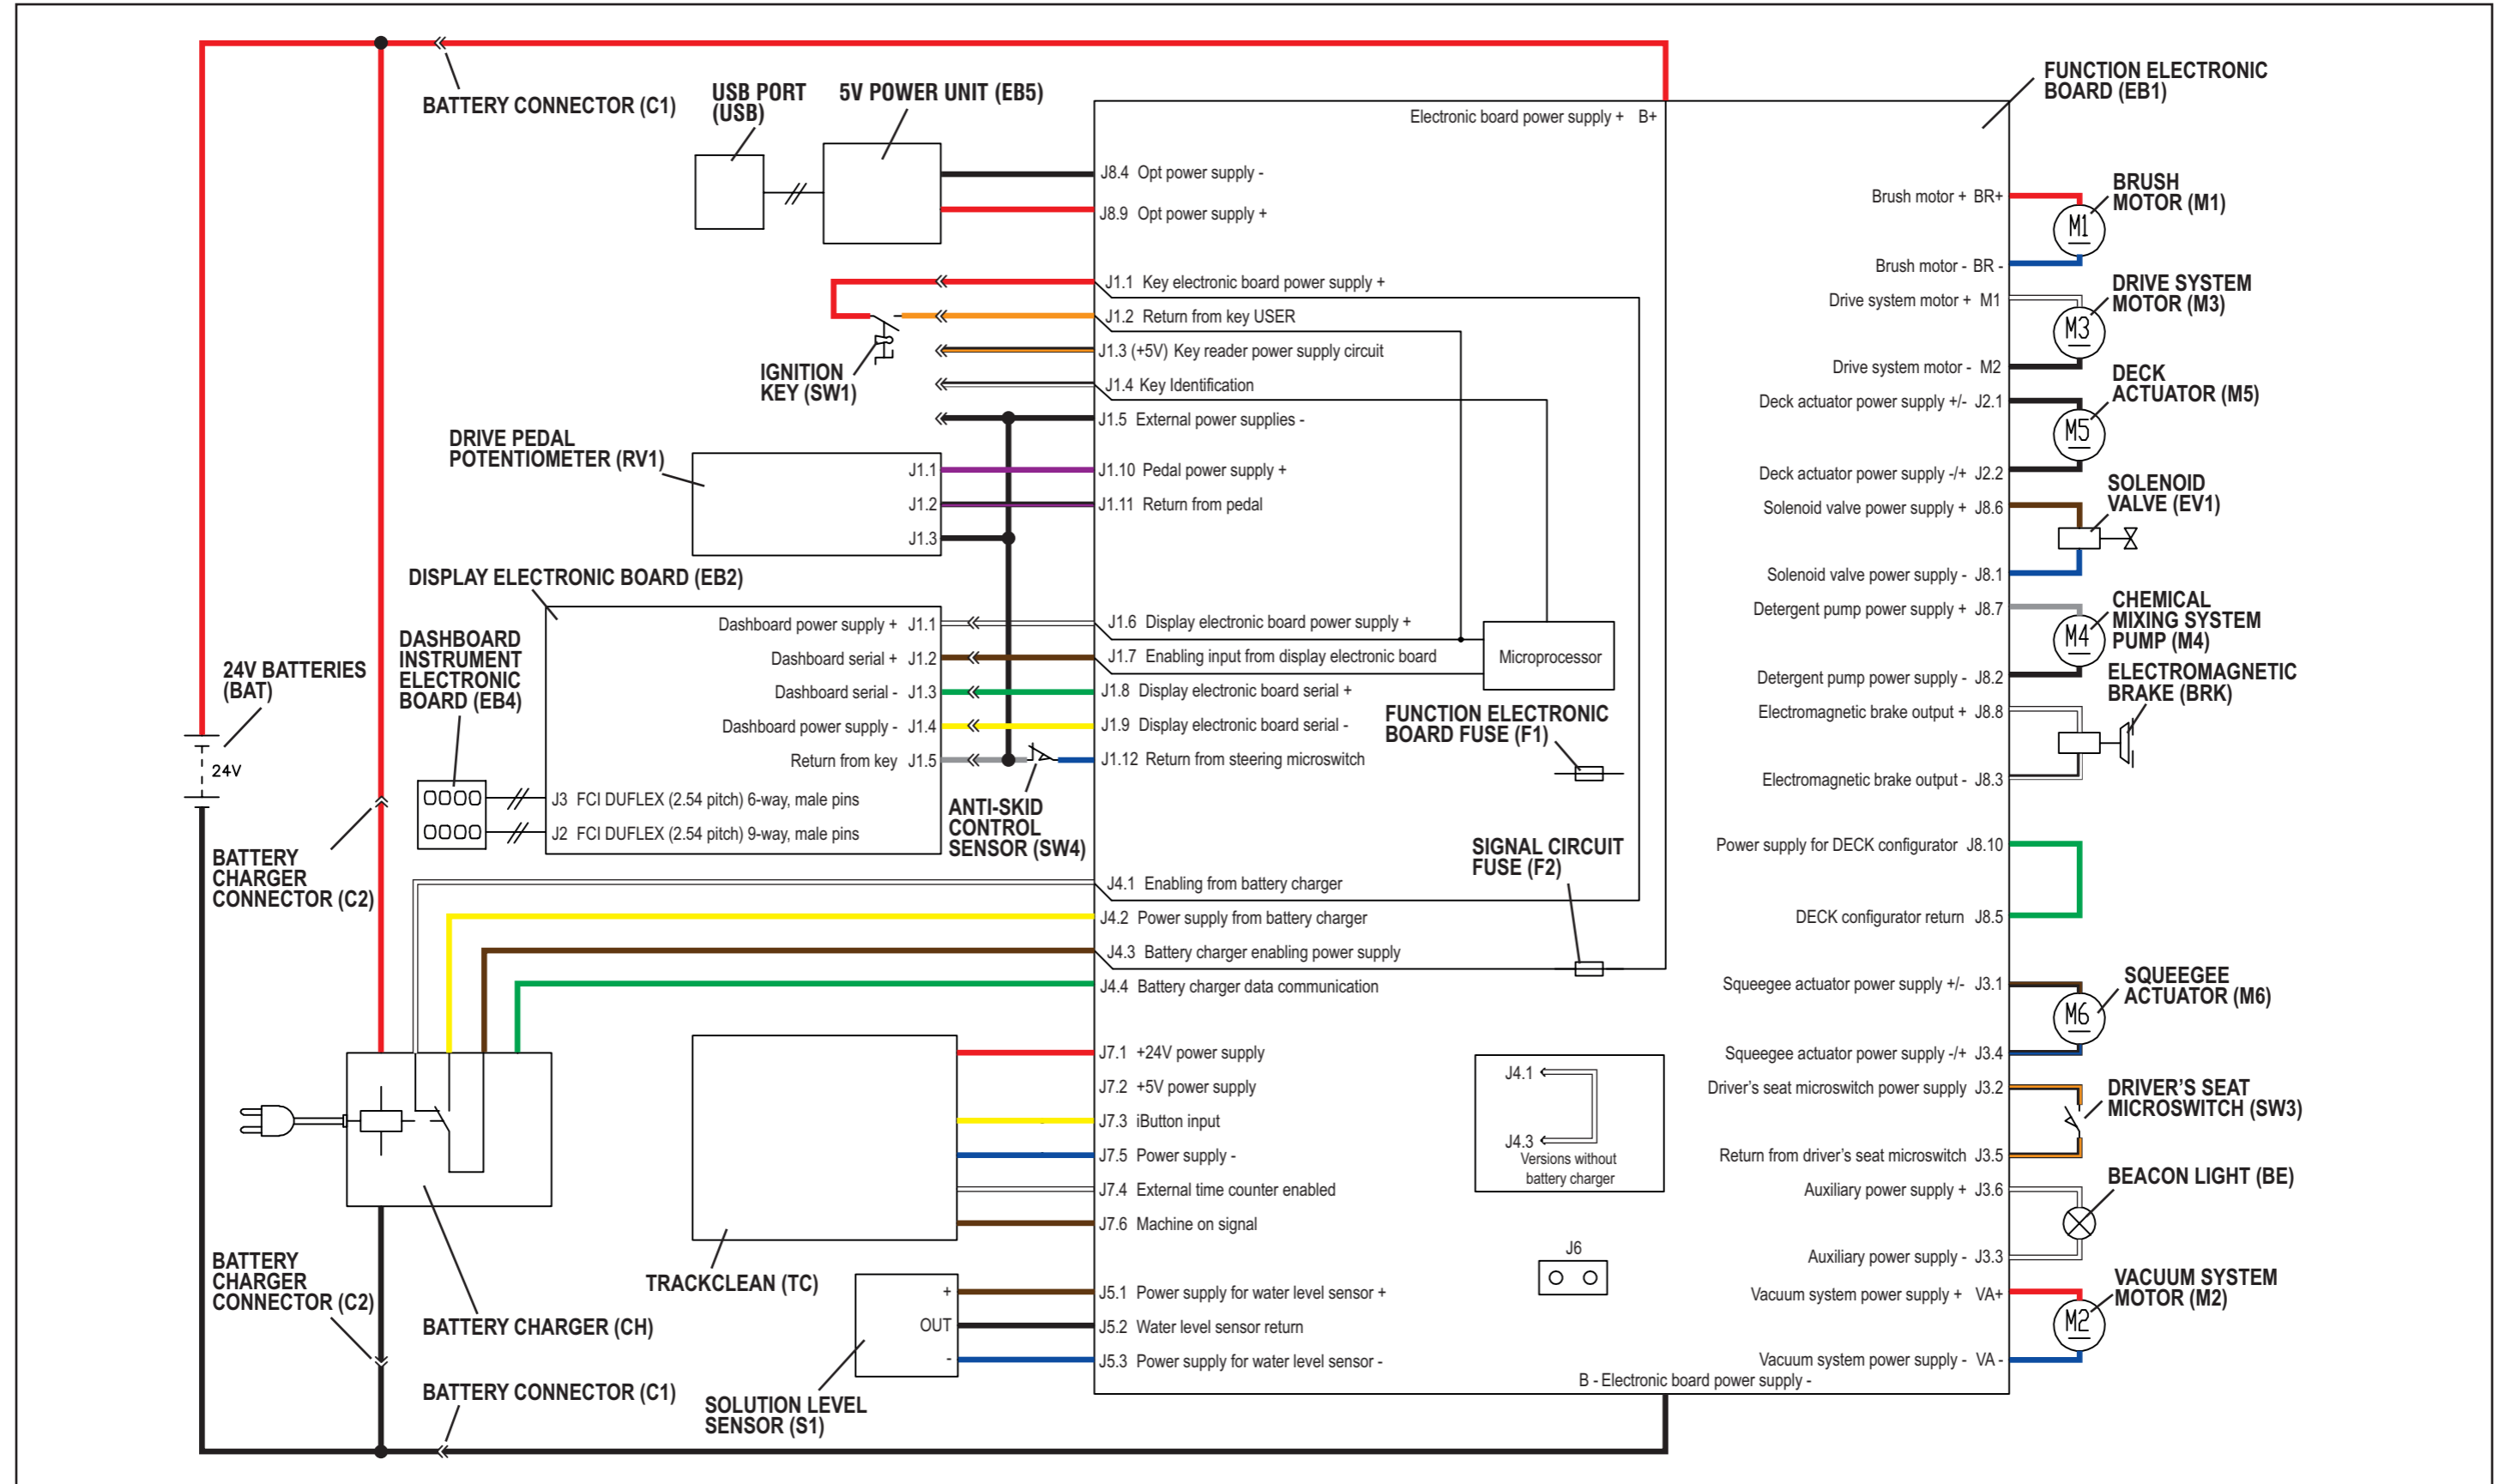 BATTERY CONNECTOR (C1)
USB PORT
(USB)
5V POWER UNIT (EB5)
FUNCTION ELECTRONIC
BOARD (EB1)
Electronic board power supply + B+
J8.4 Opt power supply -
J8.9 Opt power supply +
J1.1 Key electronic board power supply +
J1.2 Return from key USER
J1.3 (+5V) Key reader power supply circuit
J1.4 Key Identification
J1.5 External power supplies -
IGNITION
KEY (SW1)
DRIVE PEDAL
POTENTIOMETER (RV1)
J1.1
J1.2
J1.3
J1.10 Pedal power supply +
J1.11 Return from pedal
DISPLAY ELECTRONIC BOARD (EB2)
Dashboard power supply + J1.1
Dashboard serial + J1.2
Dashboard serial - J1.3
Dashboard power supply - J1.4
Return from key J1.5
J3 FCI DUFLEX (2.54 pitch) 6-way, male pins
J2 FCI DUFLEX (2.54 pitch) 9-way, male pins
DASHBOARD
INSTRUMENT
ELECTRONIC
BOARD (EB4)
24V BATTERIES
(BAT)
24V
BATTERY
CHARGER
CONNECTOR (C2)
J1.6 Display electronic board power supply +
J1.7 Enabling input from display electronic board
J1.8 Display electronic board serial +
J1.9 Display electronic board serial -
J1.12 Return from steering microswitch
Microprocessor
ANTI-SKID
CONTROL
SENSOR (SW4)
FUNCTION ELECTRONIC
BOARD FUSE (F1)
SIGNAL CIRCUIT
FUSE (F2)
J4.1 Enabling from battery charger
J4.2 Power supply from battery charger
J4.3 Battery charger enabling power supply
J4.4 Battery charger data communication
J7.1 +24V power supply
J7.2 +5V power supply
J7.3 iButton input
J7.5 Power supply -
J7.4 External time counter enabled
J7.6 Machine on signal
TRACKCLEAN (TC)
J4.1
J4.3
Versions without
battery charger
J6
+
OUT
-
J5.1 Power supply for water level sensor +
J5.2 Water level sensor return
J5.3 Power supply for water level sensor -
SOLUTION LEVEL
SENSOR (S1)
BATTERY
CHARGER
CONNECTOR (C2)
BATTERY CHARGER (CH)
BATTERY CONNECTOR (C1)
B - Electronic board power supply -
Brush motor + BR+
Brush motor - BR -
M1
BRUSH
MOTOR (M1)
Drive system motor + M1
Drive system motor - M2
M3
DRIVE SYSTEM
MOTOR (M3)
Deck actuator power supply +/- J2.1
Deck actuator power supply -/+ J2.2
M5
DECK
ACTUATOR (M5)
Solenoid valve power supply + J8.6
Solenoid valve power supply - J8.1
SOLENOID
VALVE (EV1)
Detergent pump power supply + J8.7
Detergent pump power supply - J8.2
M4
CHEMICAL
MIXING SYSTEM
PUMP (M4)
Electromagnetic brake output + J8.8
Electromagnetic brake output - J8.3
ELECTROMAGNETIC
BRAKE (BRK)
Power supply for DECK configurator J8.10
DECK configurator return J8.5
Squeegee actuator power supply +/- J3.1
Squeegee actuator power supply -/+ J3.4
M6
SQUEEGEE
ACTUATOR (M6)
Driver's seat microswitch power supply J3.2
Return from driver's seat microswitch J3.5
DRIVER'S SEAT
MICROSWITCH (SW3)
Auxiliary power supply + J3.6
Auxiliary power supply - J3.3
BEACON LIGHT (BE)
Vacuum system power supply + VA+
Vacuum system power supply - VA -
M2
VACUUM SYSTEM
MOTOR (M2)